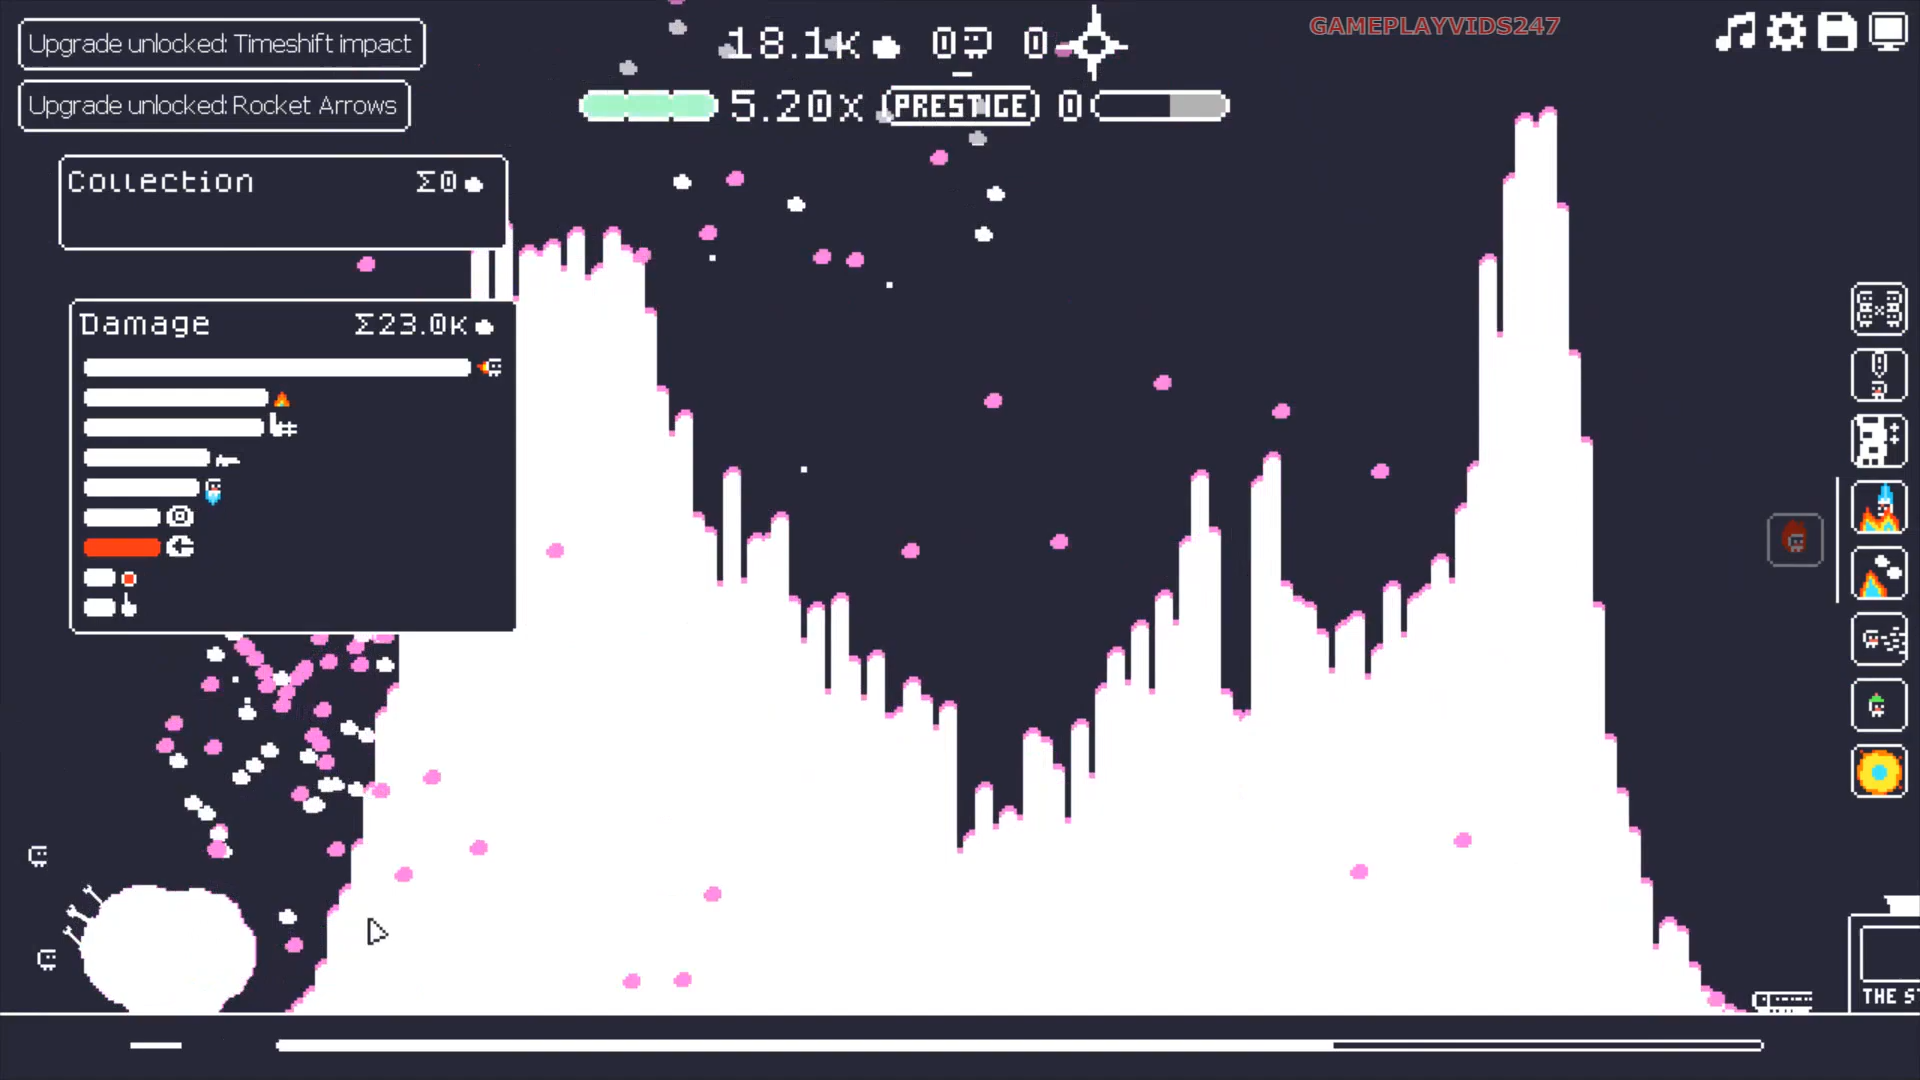 Upgrade unlocked: Timeshift impact
Upgrade unlocked: Rocket Arrows
18.1k 0 0
GAMEPLAYVIDS247
5.20x PRESTIGE 0
Collection Σ0
Damage Σ23.0k
THE